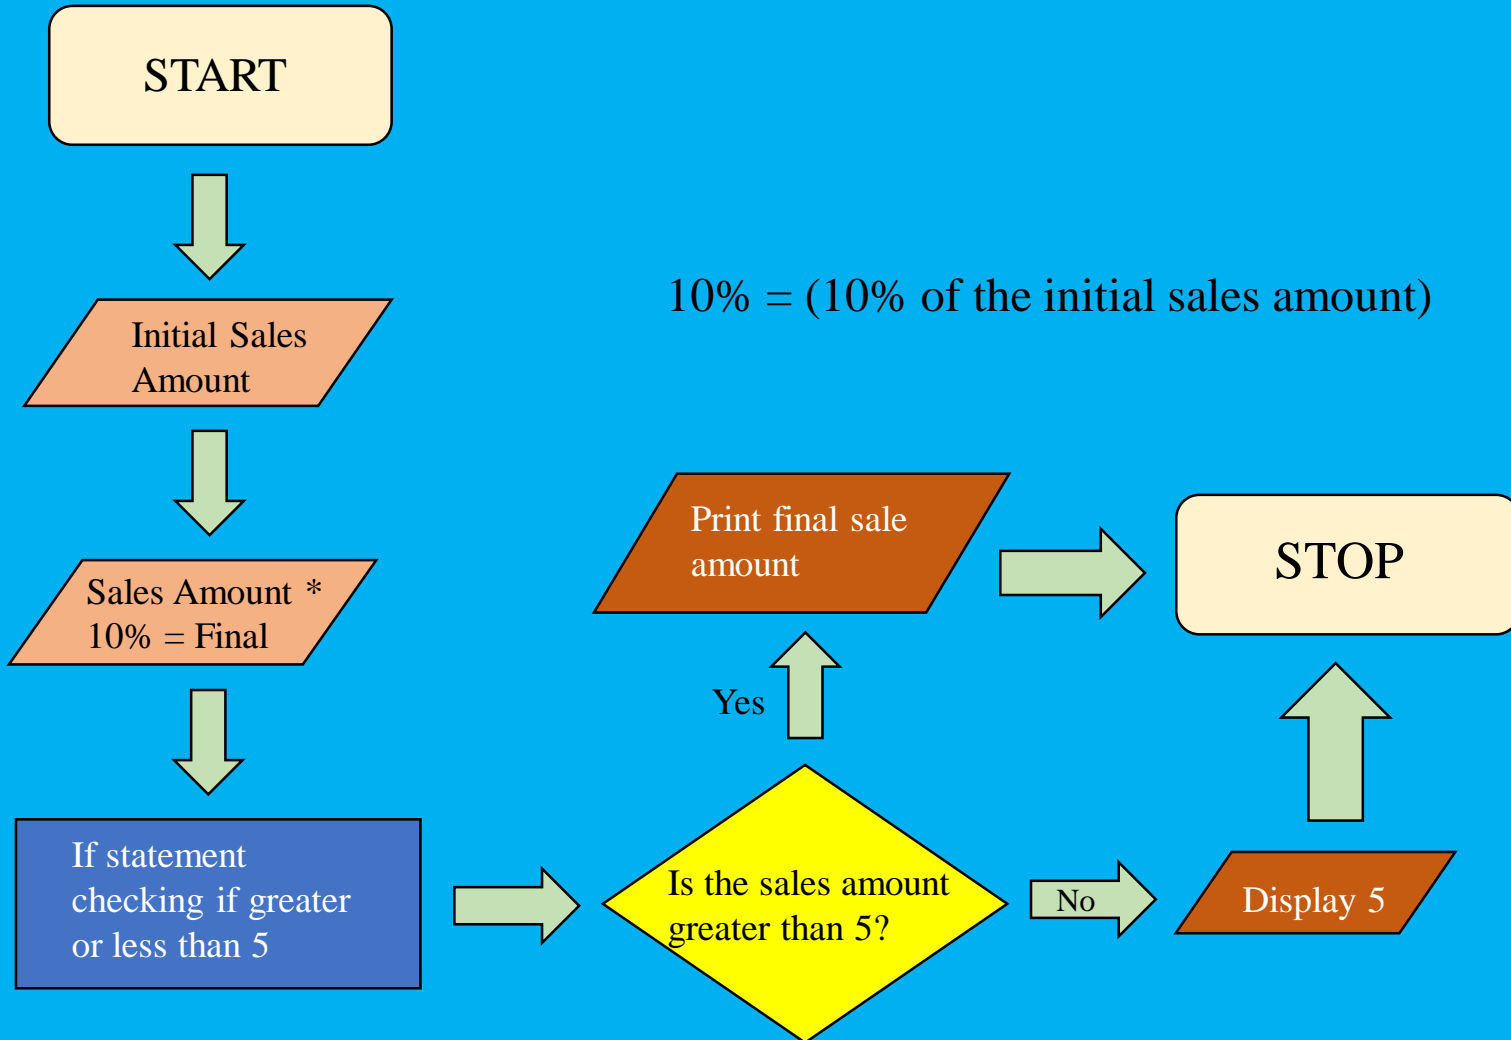 START
10% = (10% of the initial sales amount)
Initial Sales
Amount
Sales Amount *
10% = Final
If statement
checking if greater
or less than 5
Is the sales amount
greater than 5?
Yes
Print final sale
amount
No
Display 5
STOP